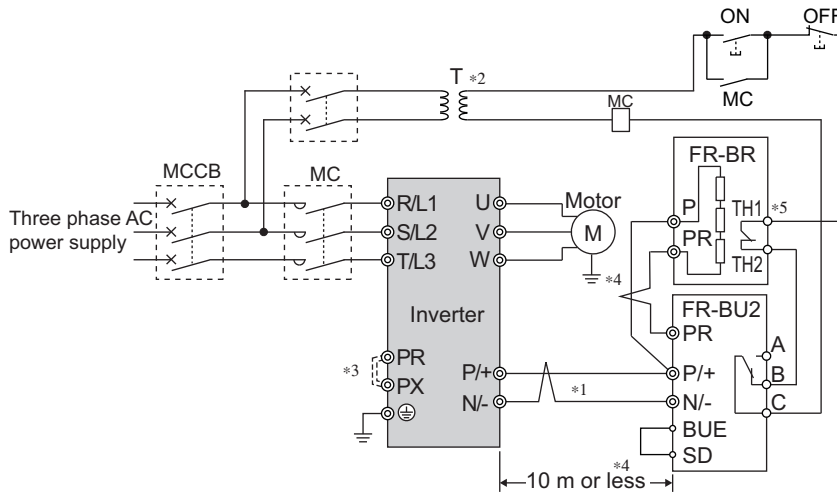 ON
OFF
T *2
MC
MC
FR-BR
MCCB
MC
P
TH1
*5
PR
TH2
Three phase AC
power supply
R/L1
S/L2
T/L3
U
V
W
Motor
M
*4
FR-BU2
Inverter
PR
A
*3
PR
PX
P/+
N/-
*1
P/+
N/-
B
C
BUE
SD
*4
10 m or less